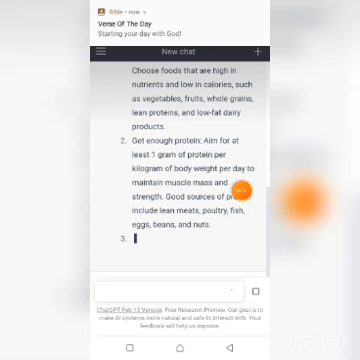 Bible • now
Verse Of The Day
Starting your day with God!
New chat
Choose foods that are high in
nutrients and low in calories, such
as vegetables, fruits, whole grains,
lean proteins, and low-fat dairy
products.
2. Get enough protein: Aim for at
least 1 gram of protein per
kilogram of body weight per day to
maintain muscle mass and
strength. Good sources of
include lean meats, poultry, fish,
eggs, beans, and nuts.
3.
ChatGPT Feb 13 Version. Free Research Preview. Our goal is to
make AI systems more natural and safe to interact with. Your
feedback will help us improve.